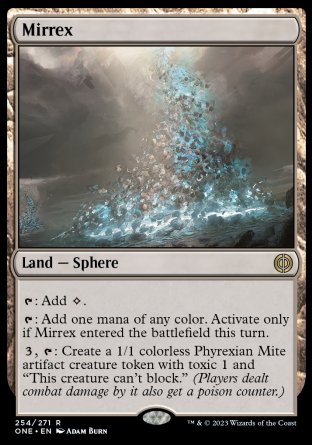 Mirrex
Land — Sphere
: Add .
: Add one mana of any color. Activate only
if Mirrex entered the battlefield this turn.
3, : Create a 1/1 colorless Phyrexian Mite
artifact creature token with toxic 1 and
“This creature can’t block.” (Players dealt
combat damage by it also get a poison counter.)
254/271 R
ONE • EN Adam Burn
™ & © 2023 Wizards of the Coast